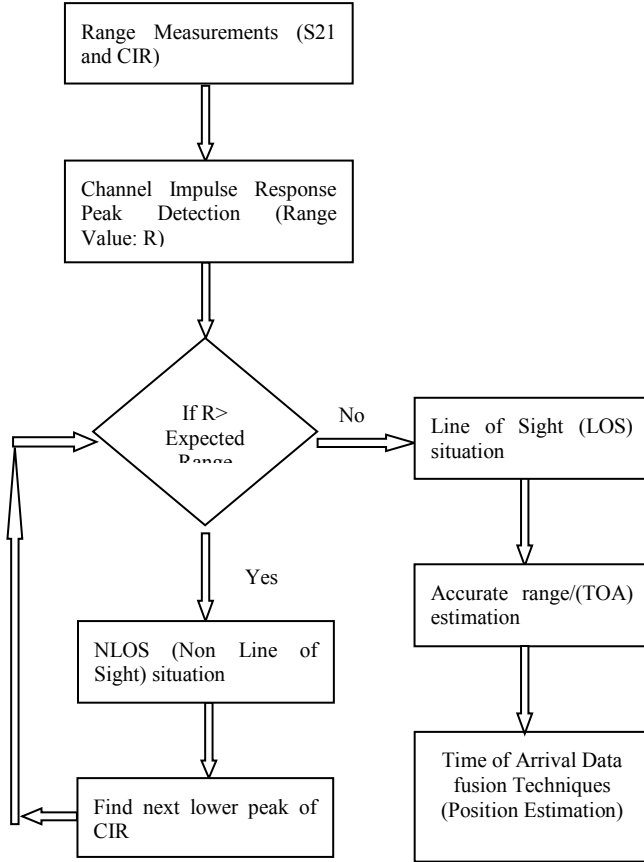 Range Measurements (S21
and CIR)
Channel Impulse Response
Peak Detection (Range
Value: R)
If R>
Expected
Range
No
Line of Sight (LOS)
situation
Yes
Accurate range/(TOA)
estimation
NLOS (Non Line of
Sight) situation
Time of Arrival Data
fusion Techniques
(Position Estimation)
Find next lower peak of
CIR